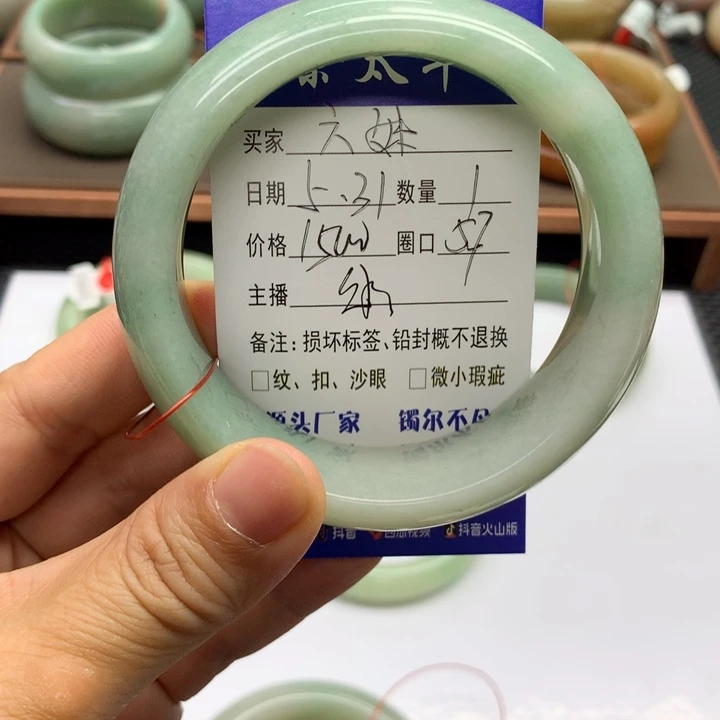 太
买家 六妹
日期 5.31 数量 1
价格 1500 圈口 57
主播
备注:损坏标签、铅封概不退换
□纹、扣、沙眼 □微小瑕疵
源头厂家 镯尔不凡
抖音 西瓜视频 抖音火山版